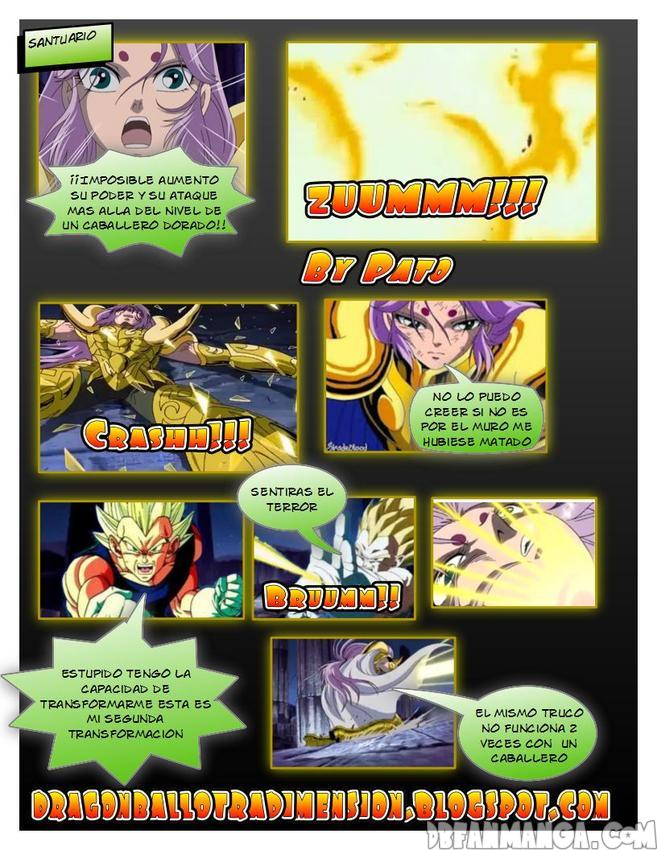 SANTUARIO
¡¡IMPOSIBLE AUMENTO
SU PODER Y SU ATAQUE
MAS ALLA DEL NIVEL DE
UN CABALLERO DORADO!!
ZUUMMM!!!
BY PATO
CRASHH!!!
NO LO PUEDO
CREER SI NO ES
POR EL MURO ME
HUBIESE MATADO
SENTIRAS EL
TERROR
BRUUMM!!
ESTUPIDO TENGO LA
CAPACIDAD DE
TRANSFORMARME ESTA ES
MI SEGUNDA
TRANSFORMACION
EL MISMO TRUCO
NO FUNCIONA 2
VECES CON UN
CABALLERO
DRAGONBALLOTRADIMENSION.BLOGSPOT.COM
DBFANMANGA.COM